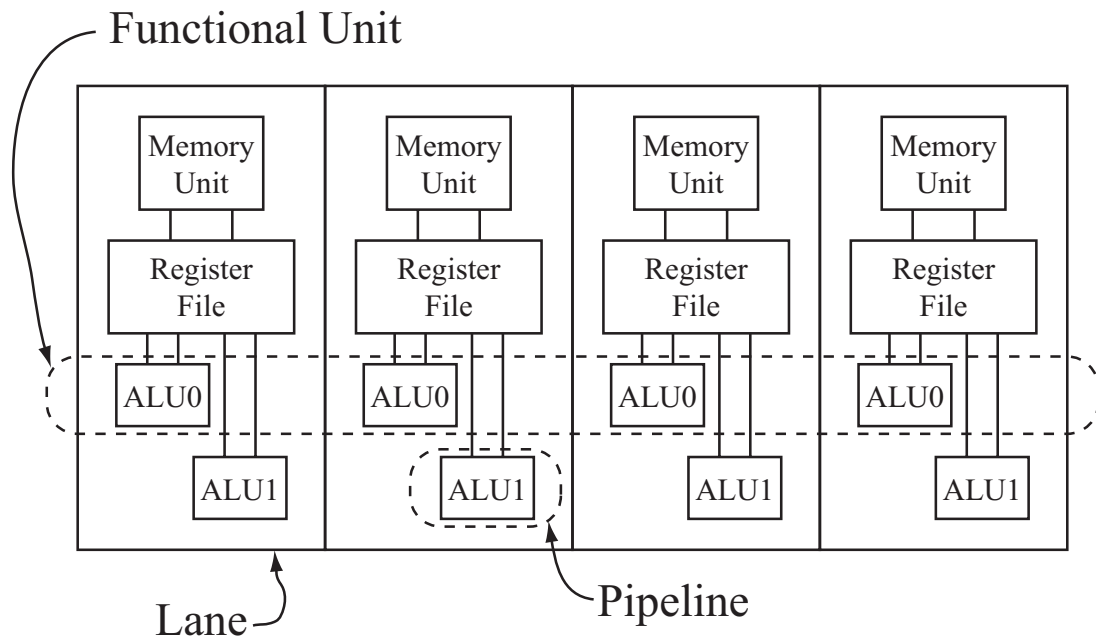 Functional Unit
Memory
Unit
Memory
Unit
Memory
Unit
Memory
Unit
Register
File
Register
File
Register
File
Register
File
ALU0
ALU0
ALU0
ALU0
ALU1
ALU1
ALU1
ALU1
Lane
Pipeline